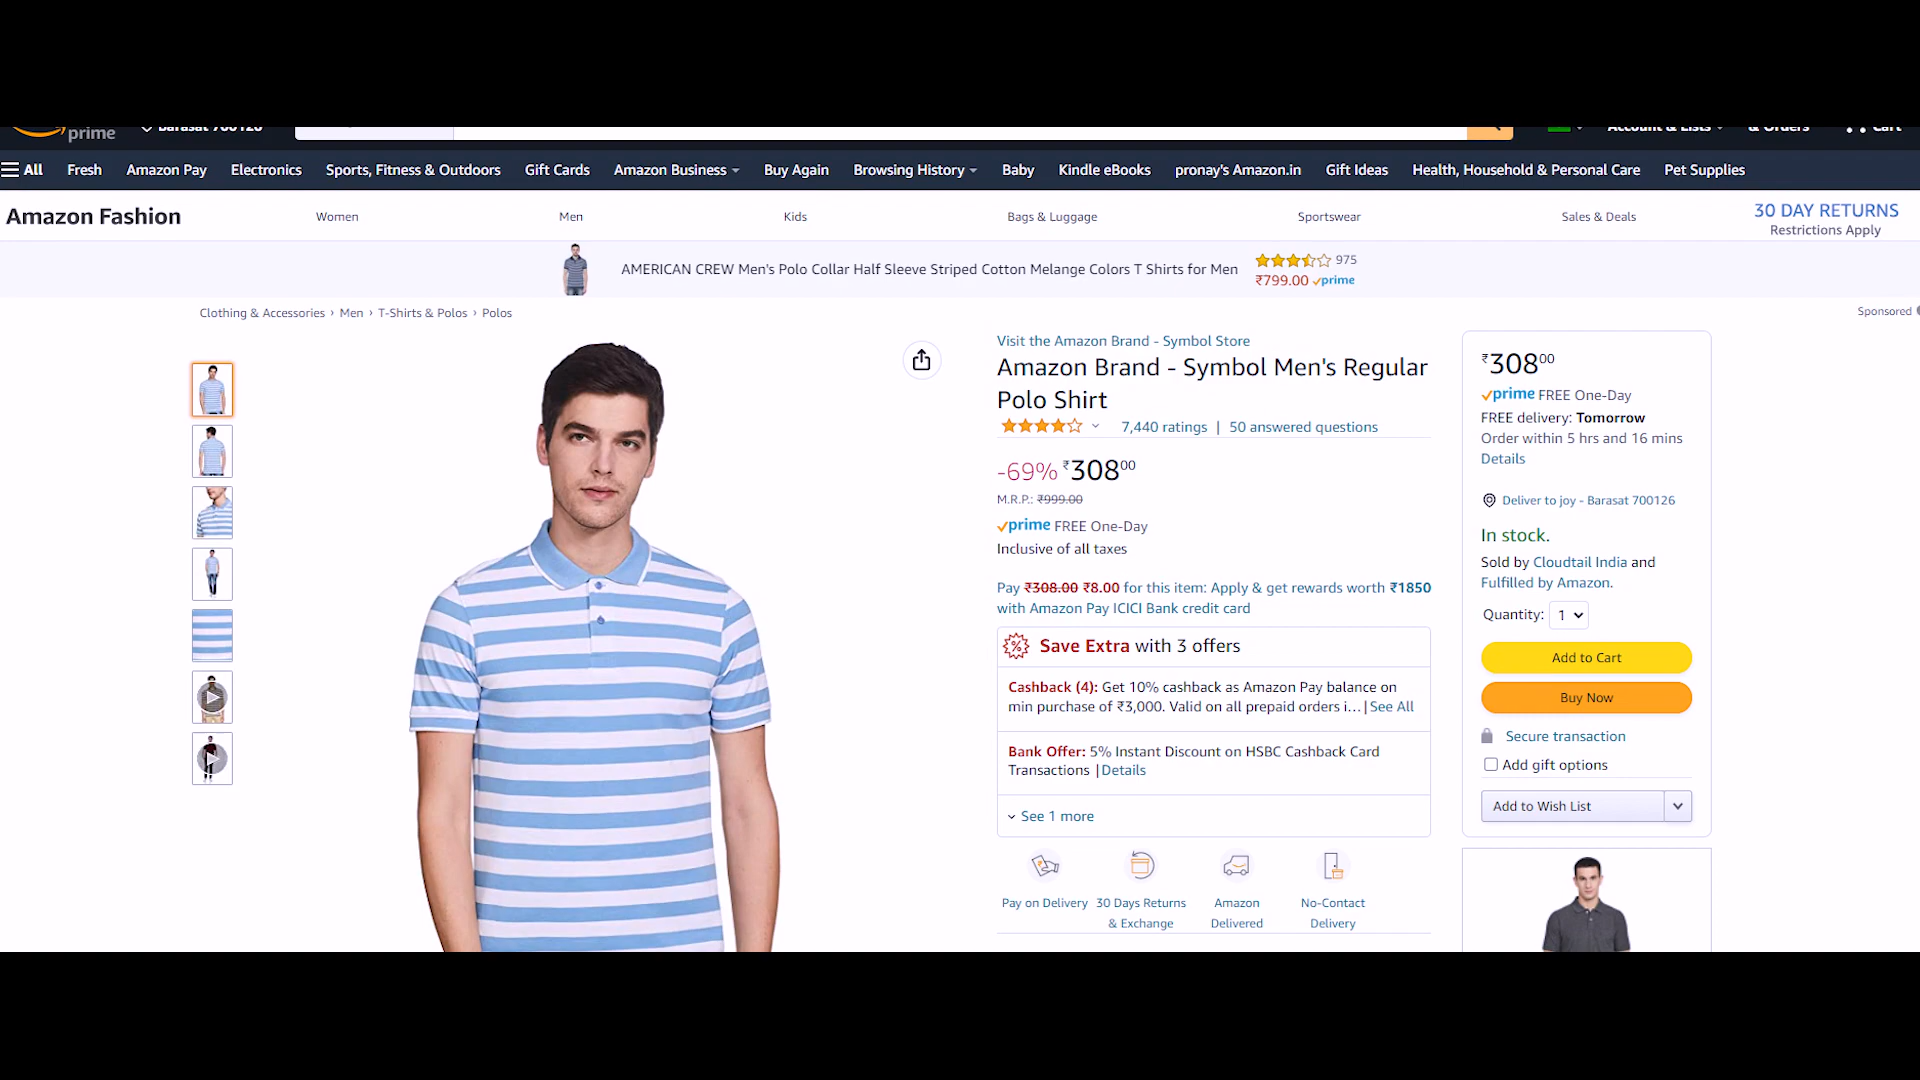 prime
Barasat 700126
Account & Lists
& Orders
Cart
All Fresh Amazon Pay Electronics Sports, Fitness & Outdoors Gift Cards Amazon Business Buy Again Browsing History Baby Kindle eBooks pronay's Amazon.in Gift Ideas Health, Household & Personal Care Pet Supplies
Amazon Fashion Women Men Kids Bags & Luggage Sportswear Sales & Deals
30 DAY RETURNS
Restrictions Apply
AMERICAN CREW Men's Polo Collar Half Sleeve Striped Cotton Melange Colors T Shirts for Men
975
₹799.00 prime
Clothing & Accessories › Men › T-Shirts & Polos › Polos
Sponsored
Visit the Amazon Brand - Symbol Store
Amazon Brand - Symbol Men's Regular
Polo Shirt
7,440 ratings | 50 answered questions
-69% ₹30800
M.R.P.: ₹999.00
prime FREE One-Day
Inclusive of all taxes
Pay ₹308.00 ₹8.00 for this item: Apply & get rewards worth ₹1850
with Amazon Pay ICICI Bank credit card
Save Extra with 3 offers
Cashback (4): Get 10% cashback as Amazon Pay balance on
min purchase of ₹3,000. Valid on all prepaid orders i... | See All
Bank Offer: 5% Instant Discount on HSBC Cashback Card
Transactions | Details
See 1 more
Pay on Delivery
30 Days Returns
& Exchange
Amazon
Delivered
No-Contact
Delivery
₹30800
prime FREE One-Day
FREE delivery: Tomorrow
Order within 5 hrs and 16 mins
Details
Deliver to joy - Barasat 700126
In stock.
Sold by Cloudtail India and
Fulfilled by Amazon.
Quantity: 1
Add to Cart
Buy Now
Secure transaction
Add gift options
Add to Wish List